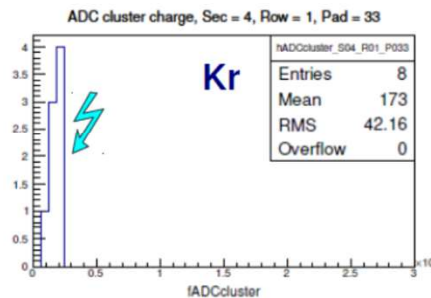 ADC cluster charge, Sec = 4, Row = 1, Pad = 33
hADCcluster_S04_R01_P033
Entries 8
Mean 173
RMS 42.16
Overflow 0
Kr
4
3.5
3
2.5
2
1.5
1
0.5
0
0 0.5 1 1.5 2 2.5 3
fADCcluster